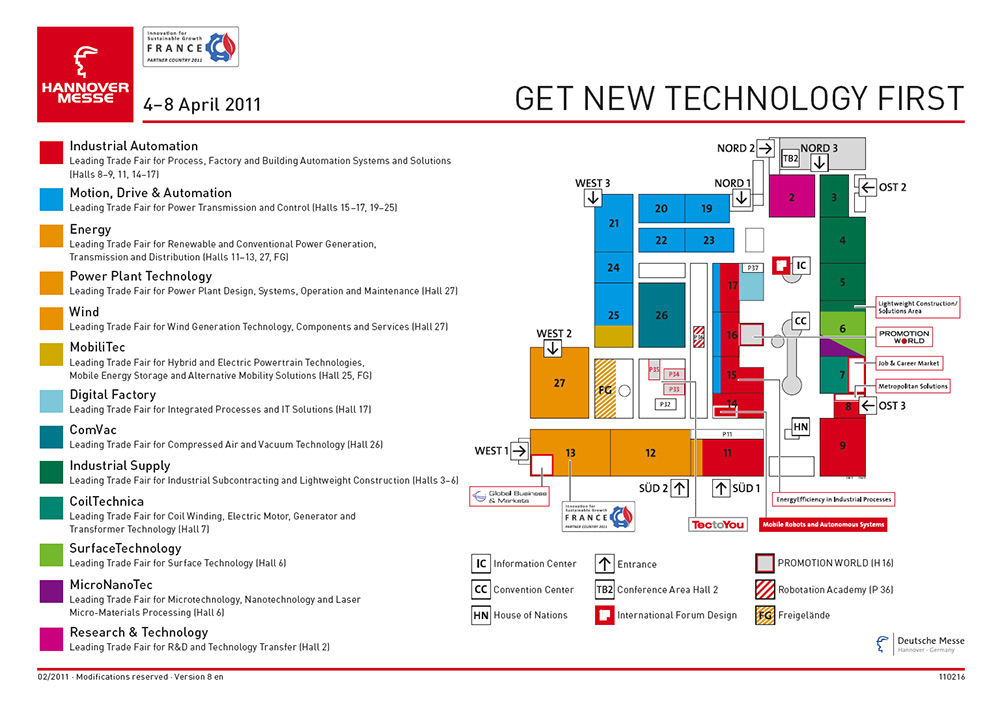 Innovation for
Sustainable Growth
FRANCE
PARTNER COUNTRY 2011
HANNOVER
MESSE
4–8 April 2011
GET NEW TECHNOLOGY FIRST
Industrial Automation
Leading Trade Fair for Process, Factory and Building Automation Systems and Solutions
(Halls 8–9, 11, 14–17)
Motion, Drive & Automation
Leading Trade Fair for Power Transmission and Control (Halls 15–17, 19–25)
Energy
Leading Trade Fair for Renewable and Conventional Power Generation,
Transmission and Distribution (Halls 11–13, 27, FG)
Power Plant Technology
Leading Trade Fair for Power Plant Design, Systems, Operation and Maintenance (Hall 27)
Wind
Leading Trade Fair for Wind Generation Technology, Components and Services (Hall 27)
MobiliTec
Leading Trade Fair for Hybrid and Electric Powertrain Technologies,
Mobile Energy Storage and Alternative Mobility Solutions (Hall 25, FG)
Digital Factory
Leading Trade Fair for Integrated Processes and IT Solutions (Hall 17)
ComVac
Leading Trade Fair for Compressed Air and Vacuum Technology (Hall 26)
Industrial Supply
Leading Trade Fair for Industrial Subcontracting and Lightweight Construction (Halls 3–6)
CoilTechnica
Leading Trade Fair for Coil Winding, Electric Motor, Generator and
Transformer Technology (Hall 7)
SurfaceTechnology
Leading Trade Fair for Surface Technology (Hall 6)
MicroNanoTec
Leading Trade Fair for Microtechnology, Nanotechnology and Laser
Micro-Materials Processing (Hall 6)
Research & Technology
Leading Trade Fair for R&D and Technology Transfer (Hall 2)
NORD 2
NORD 3
TB2
WEST 3
NORD 1
OST 2
2
3
20
19
21
22
23
4
24
P37
IC
17
5
25
26
Lightweight Construction/
Solutions Area
CC
6
P36
16
PROMOTION
WORLD
WEST 2
Job & Career Market
27
FG
P35
P34
P33
P32
15
7
Metropolitan Solutions
14
8
OST 3
HN
WEST 1
13
12
P11
11
9
SÜD 2
SÜD 1
Global Business
& Markets
EnergyEfficiency in Industrial Processes
Innovation for
Sustainable Growth
FRANCE
PARTNER COUNTRY 2011
TectoYou
Mobile Robots and Autonomous Systems
IC Information Center
Entrance
PROMOTION WORLD (H 16)
CC Convention Center
TB2 Conference Area Hall 2
Robotation Academy (P 36)
HN House of Nations
International Forum Design
FG Freigelände
Deutsche Messe
Hannover · Germany
02/2011 · Modifications reserved · Version 8 en
110216